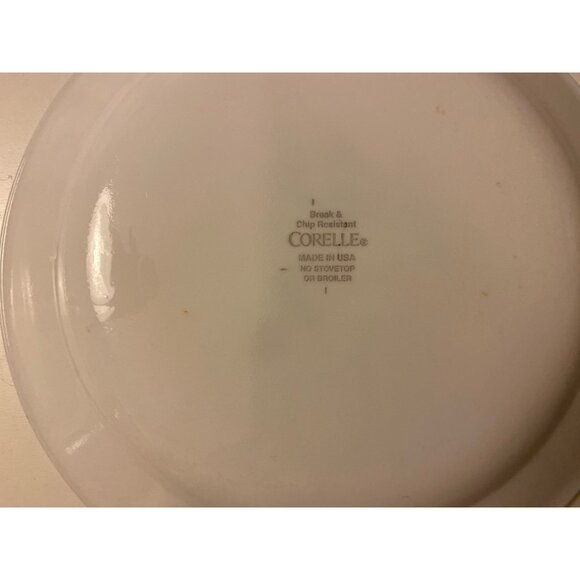 Break &
Chip Resistant
CORELLE®
MADE IN USA
NO STOVETOP
OR BROILER